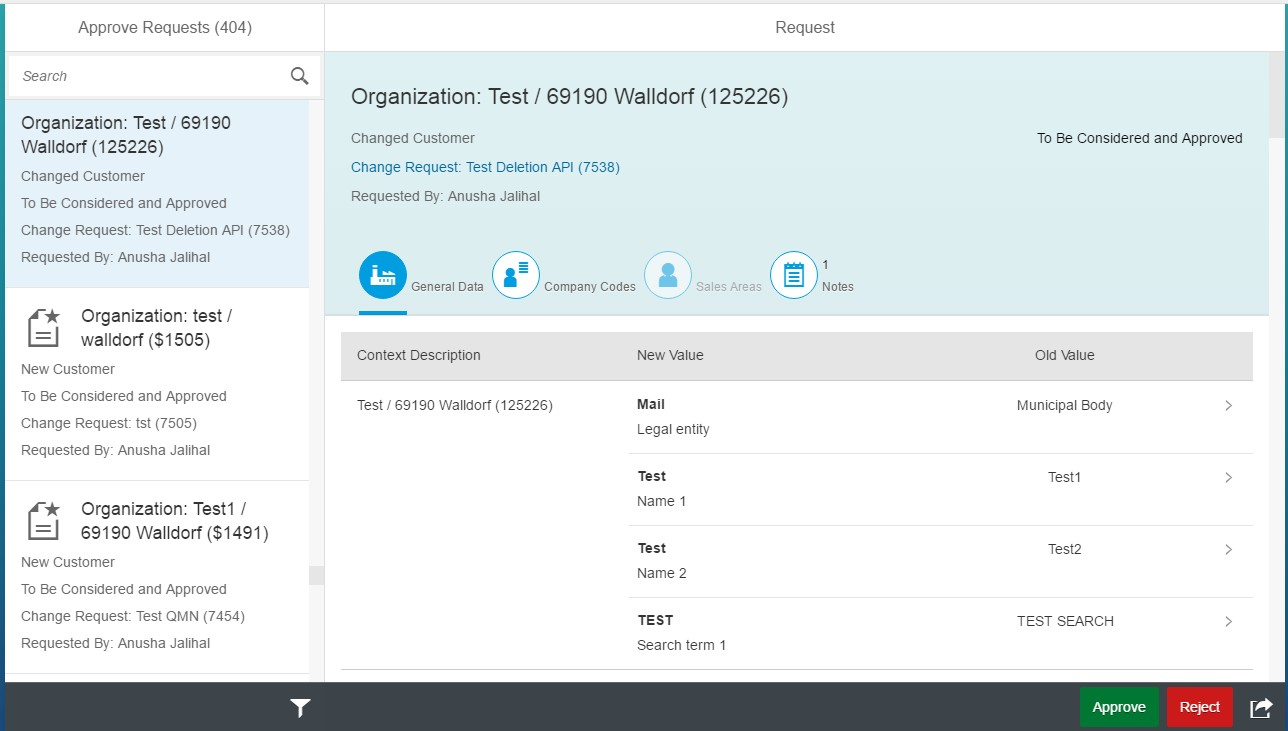 Approve Requests (404)
Request
Search
Organization: Test / 69190
Walldorf (125226)
Changed Customer
To Be Considered and Approved
Change Request: Test Deletion API (7538)
Requested By: Anusha Jalihal
Organization: test /
walldorf ($1505)
New Customer
To Be Considered and Approved
Change Request: tst (7505)
Requested By: Anusha Jalihal
Organization: Test1 /
69190 Walldorf ($1491)
New Customer
To Be Considered and Approved
Change Request: Test QMN (7454)
Requested By: Anusha Jalihal
Organization: Test / 69190 Walldorf (125226)
Changed Customer
To Be Considered and Approved
Change Request: Test Deletion API (7538)
Requested By: Anusha Jalihal
General Data
Company Codes
Sales Areas
1
Notes
Context Description New Value Old Value
Test / 69190 Walldorf (125226) Mail Municipal Body
Legal entity
Test Test1
Name 1
Test Test2
Name 2
TEST TEST SEARCH
Search term 1
Approve Reject